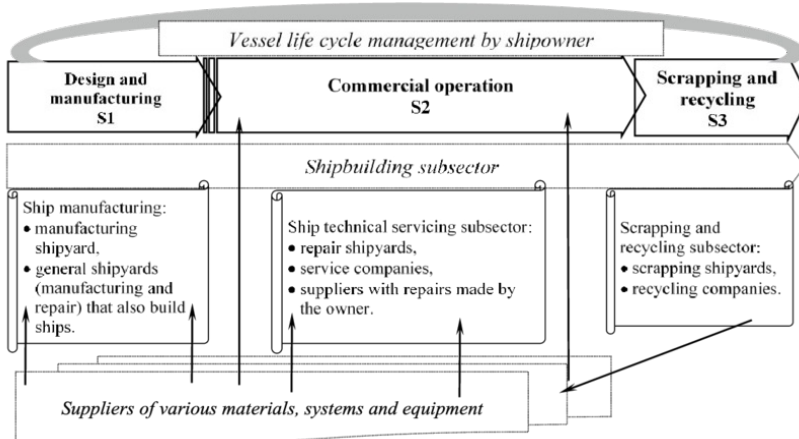 Vessel life cycle management by shipowner
Design and
manufacturing
S1
Commercial operation
S2
Scrapping and
recycling
S3
Shipbuilding subsector
Ship manufacturing:
• manufacturing
shipyard,
• general shipyards
(manufacturing and
repair) that also build
ships.
Ship technical servicing subsector:
• repair shipyards,
• service companies,
• suppliers with repairs made by
the owner.
Scrapping and
recycling subsector:
• scrapping shipyards,
• recycling companies.
Suppliers of various materials, systems and equipment